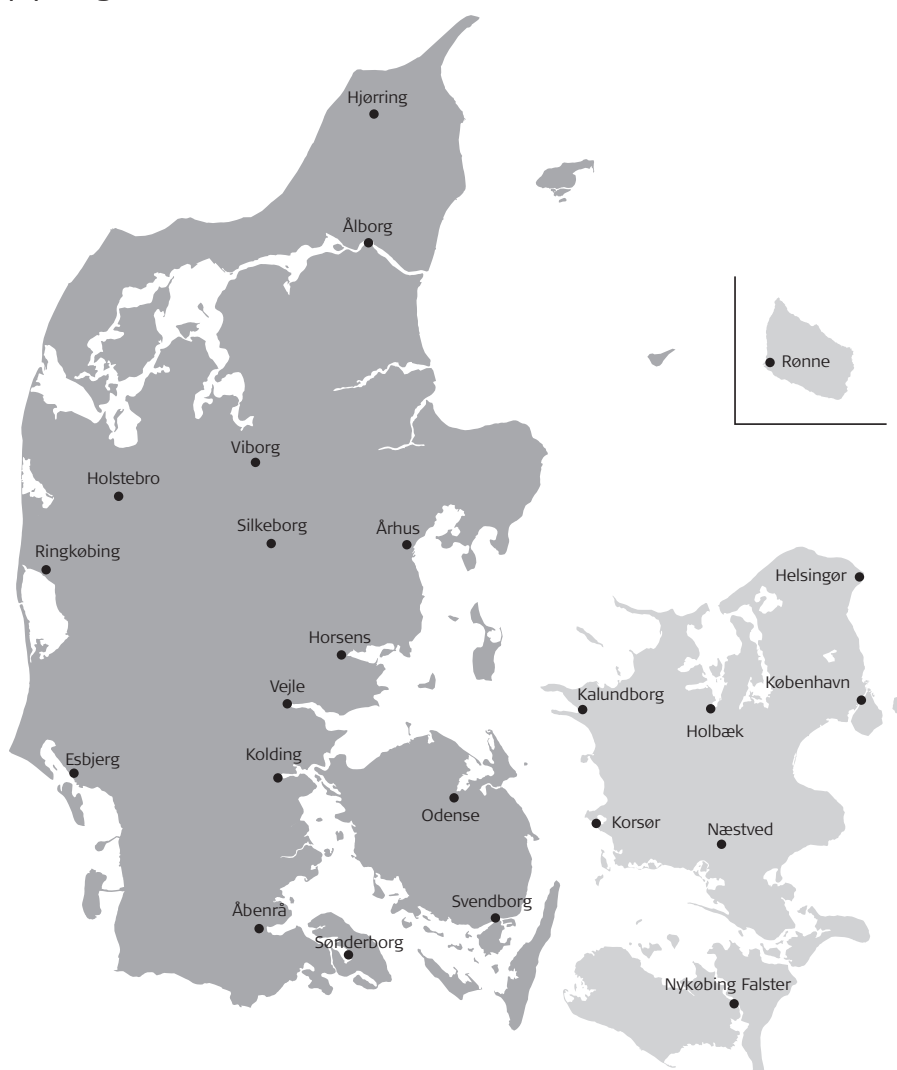 Hjørring
Ålborg
Rønne
Viborg
Holstebro
Silkeborg
Århus
Ringkøbing
Helsingør
Horsens
København
Vejle
Kalundborg
Holbæk
Kolding
Esbjerg
Odense
Korsør
Næstved
Svendborg
Åbenrå
Sønderborg
Nykøbing Falster